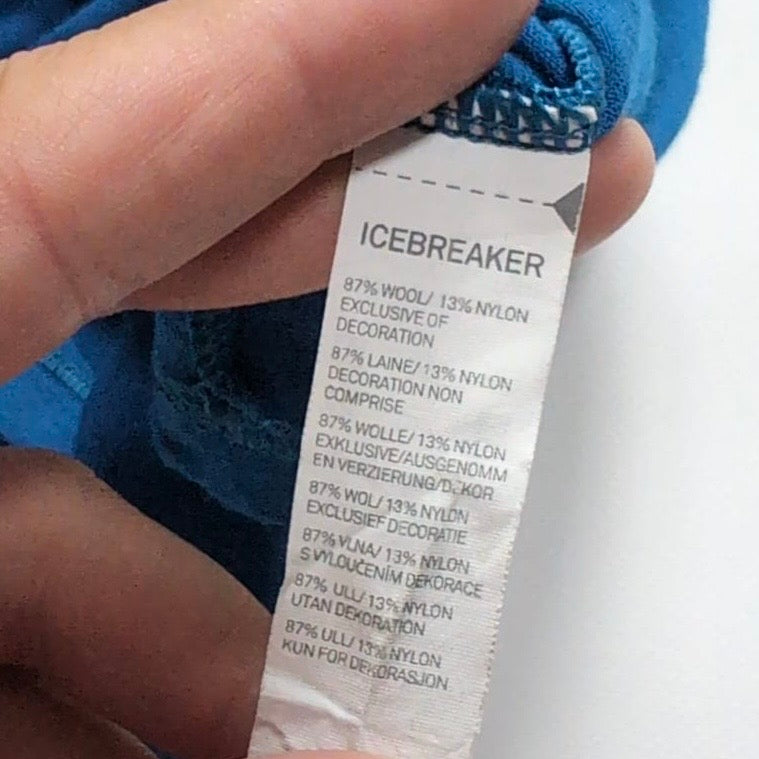 ICEBREAKER
87% WOOL/ 13% NYLON
EXCLUSIVE OF
DECORATION
87% LAINE/ 13% NYLON
DECORATION NON
COMPRISE
87% WOLLE/ 13% NYLON
EXKLUSIVE/AUSGENOMM
EN VERZIERUNG/DEKOR
87% WOL/ 13% NYLON
EXCLUSIEF DECORATIE
87% VLNA/ 13% NYLON
S VYLOUČENÍM DEKORACE
87% ULL/ 13% NYLON
UTAN DEKORATION
87% ULL/ 13% NYLON
KUN FOR DEKORASJON